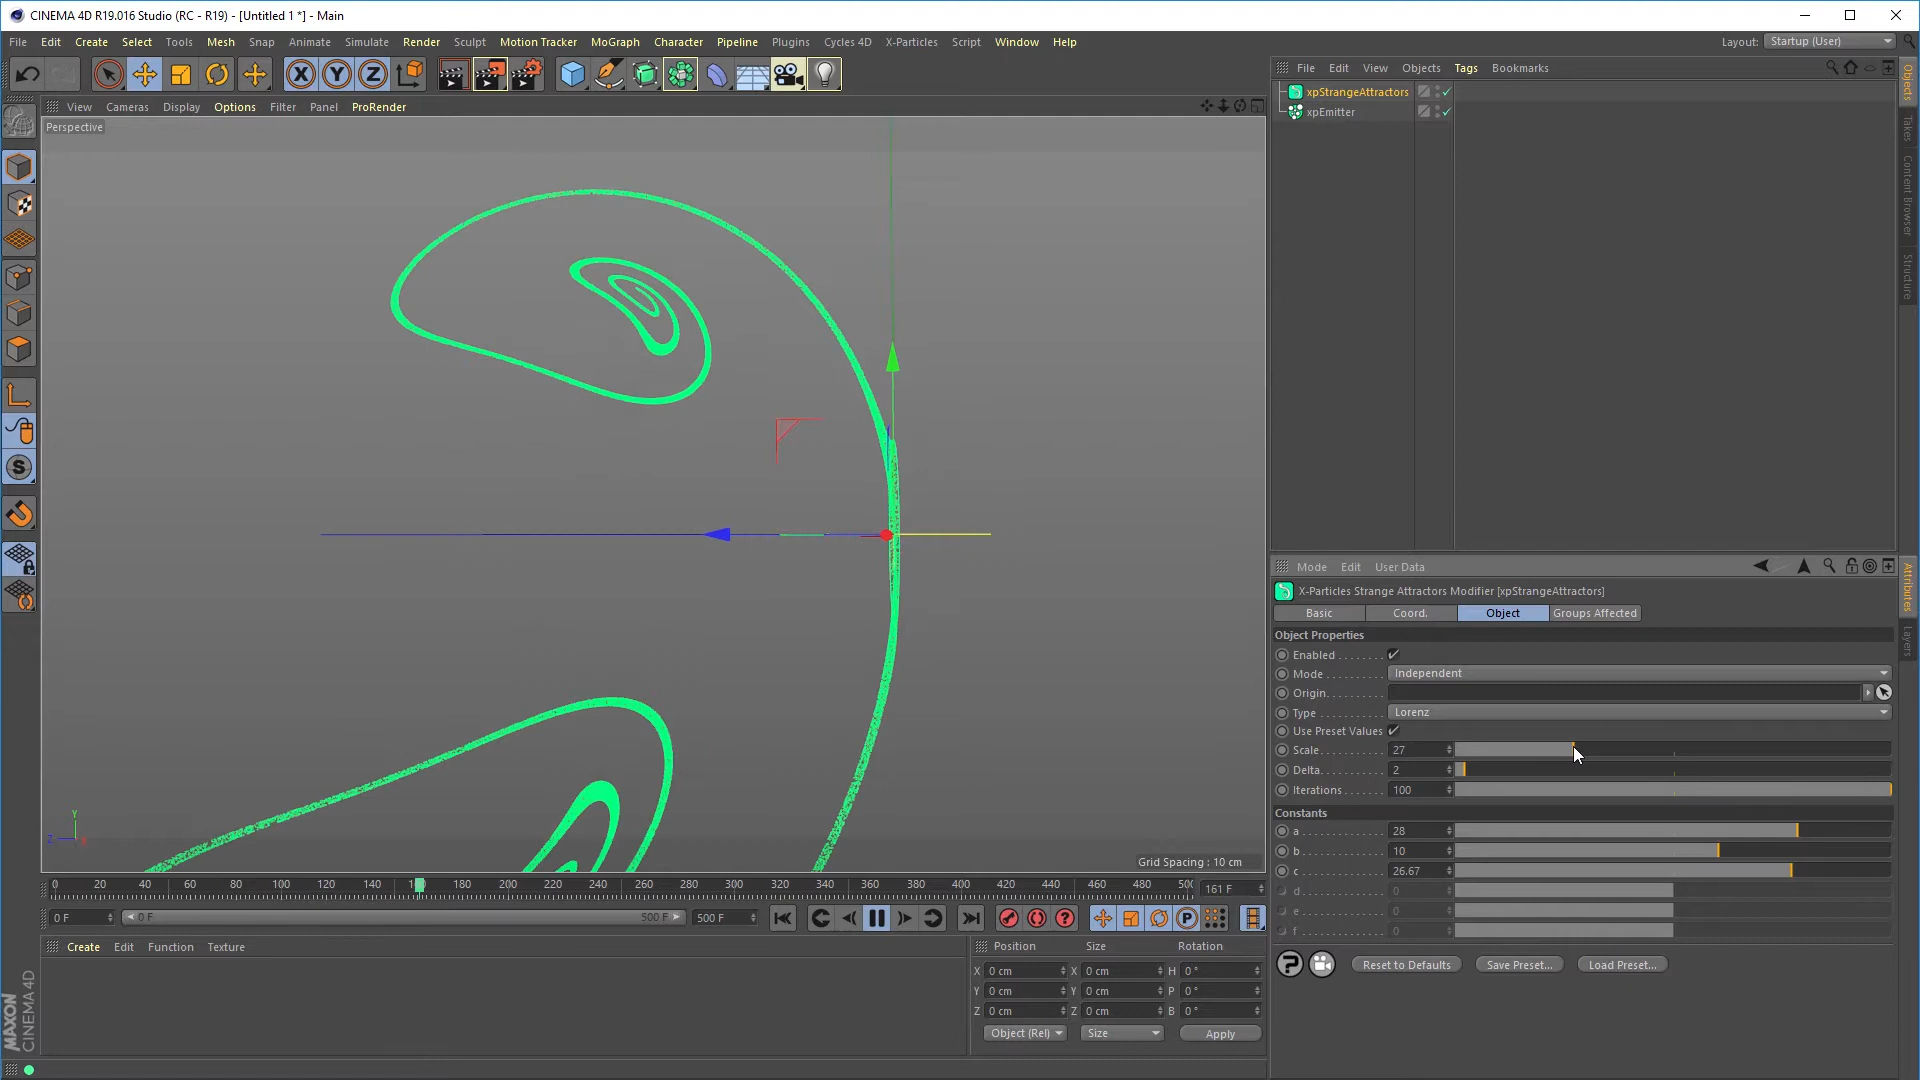 CINEMA 4D R19.016 Studio (RC - R19) - [Untitled 1 *] - Main
File Edit Create Select Tools Mesh Snap Animate Simulate Render Sculpt Motion Tracker MoGraph Character Pipeline Plugins Cycles 4D X-Particles Script Window Help
Layout: Startup (User)
X Y Z
File Edit View Objects Tags Bookmarks
View Cameras Display Options Filter Panel ProRender
Perspective
xpStrangeAttractors
xpEmitter
Objects
Takes
Content Browser
Structure
S
Y
Z
Grid Spacing : 10 cm
Mode Edit User Data
X-Particles Strange Attractors Modifier [xpStrangeAttractors]
Basic Coord. Object Groups Affected
Object Properties
Enabled
Mode Independent
Origin
Type Lorenz
Use Preset Values
Scale 27
Delta 2
Iterations 100
Constants
a 28
b 10
c 26.67
d 0
e 0
f 0
Reset to Defaults Save Preset... Load Preset...
Attributes
Layers
0 20 40 60 80 100 120 140 180 200 220 240 260 280 300 320 340 360 380 400 420 440 460 480 500 161 F
0 F 0 F 500 F 500 F
P
Create Edit Function Texture
Position Size Rotation
X 0 cm X 0 cm H 0 °
Y 0 cm Y 0 cm P 0 °
Z 0 cm Z 0 cm B 0 °
Object (Rel) Size Apply
MAXON
CINEMA 4D